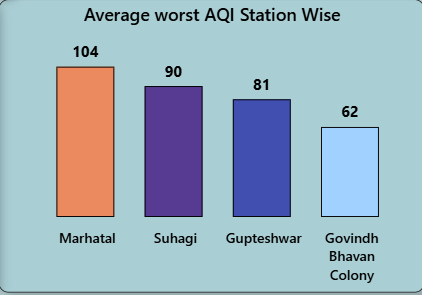 Average worst AQI Station Wise
104
90
81
62
Marhatal
Suhagi
Gupteshwar
Govindh
Bhavan
Colony